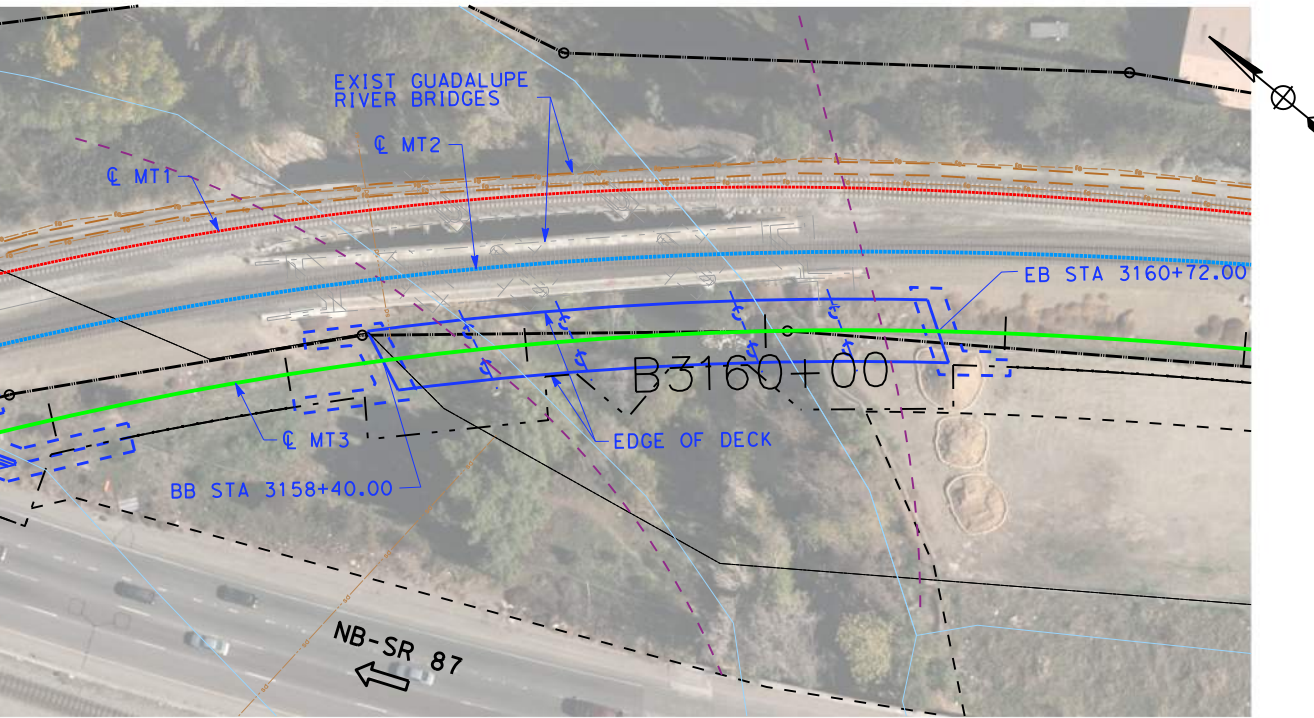 EXIST GUADALUPE
RIVER BRIDGES
℄ MT2
℄ MT1
EB STA 3160+72.00
B3160+00
℄ MT3
EDGE OF DECK
BB STA 3158+40.00
NB-SR 87